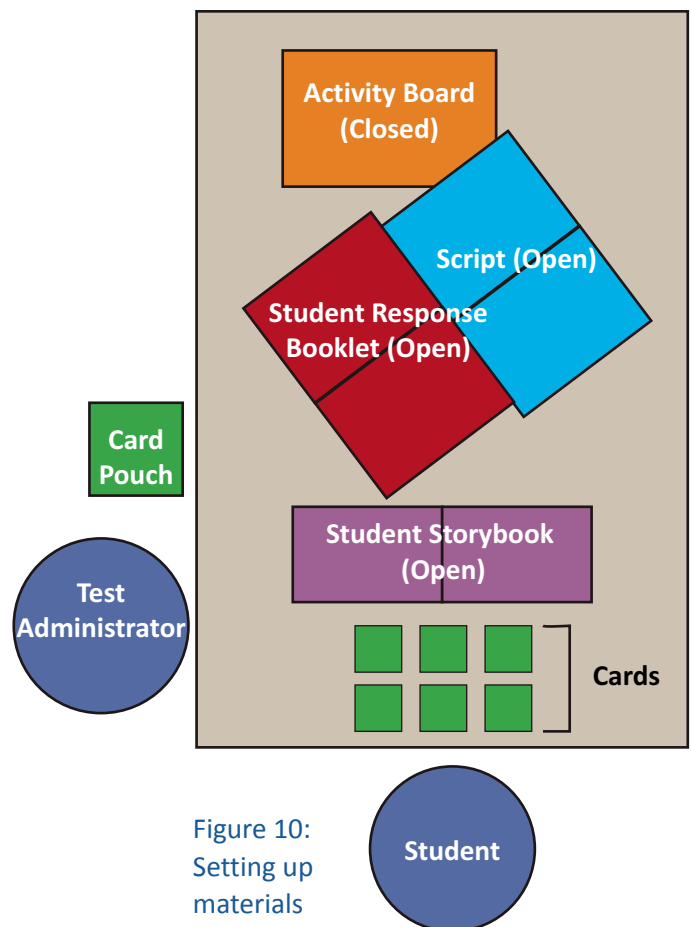 Activity Board
(Closed)
Script (Open)
Student Response
Booklet (Open)
Card
Pouch
Student Storybook
(Open)
Test
Administrator
Cards
Figure 10:
Setting up
materials
Student